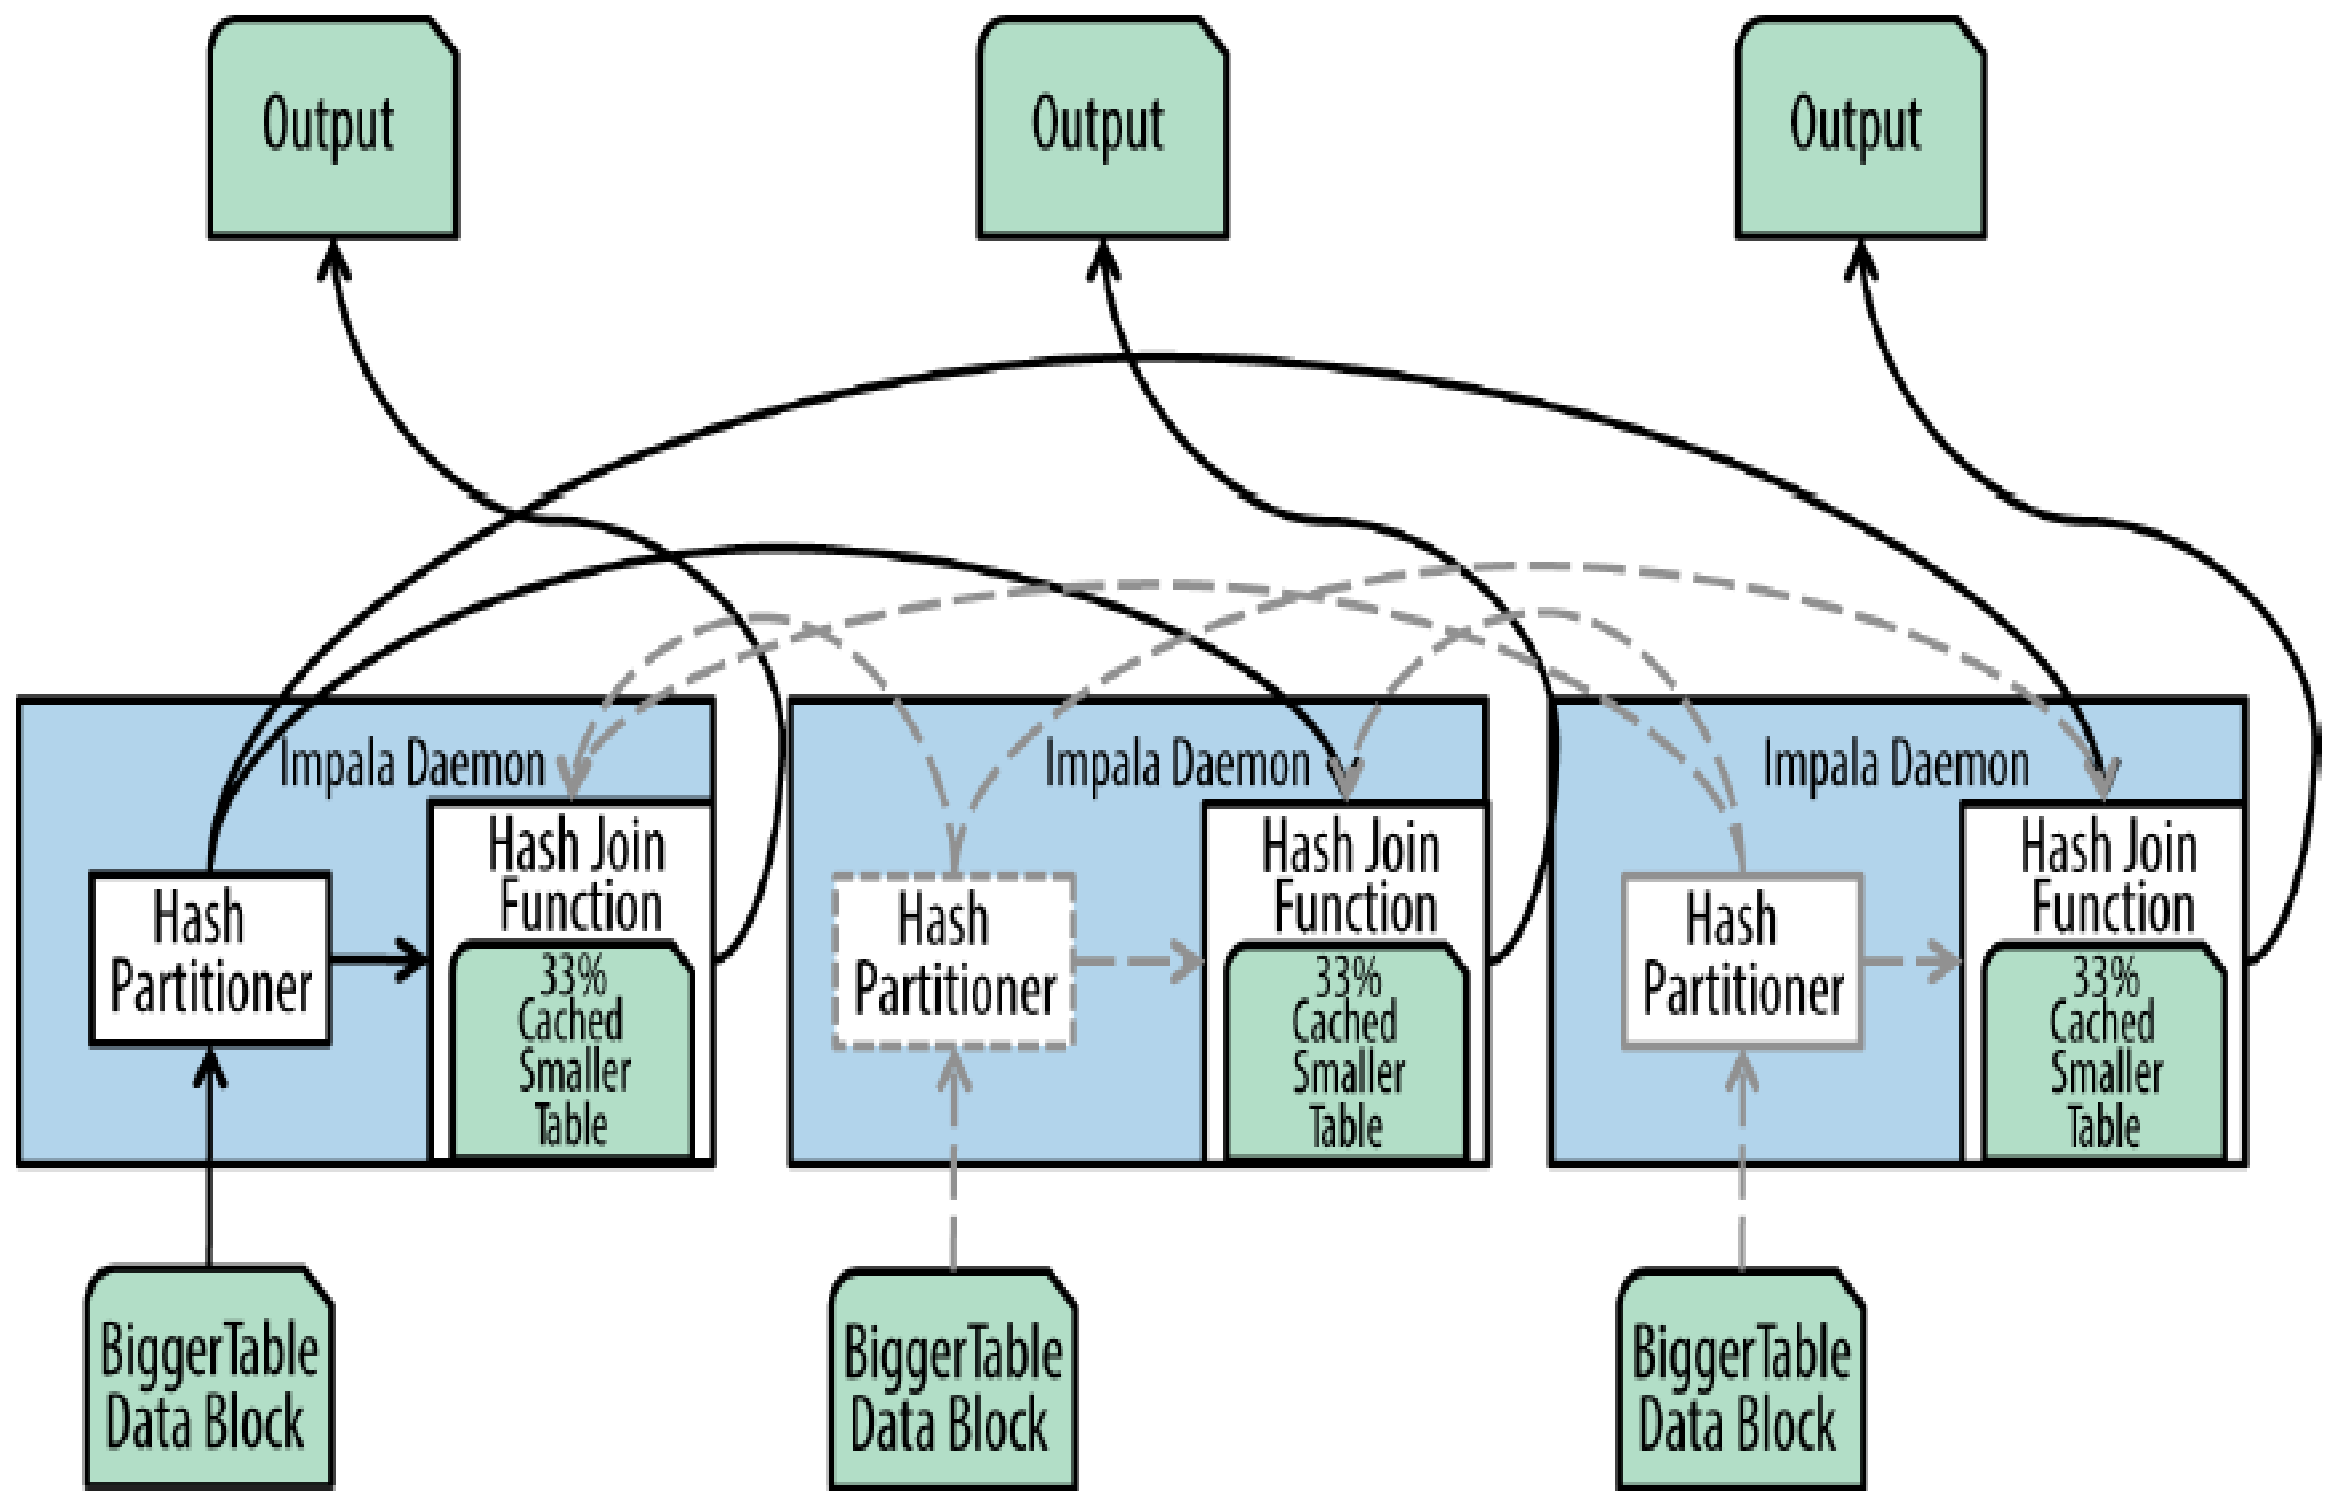 Output
Output
Output
Impala Daemon
Hash Join
Function
Hash
Partitioner
33%
Cached
Smaller
Table
Impala Daemon
Hash Join
Function
Hash
Partitioner
33%
Cached
Smaller
Table
Impala Daemon
Hash Join
Function
Hash
Partitioner
33%
Cached
Smaller
Table
BiggerTable
Data Block
BiggerTable
Data Block
BiggerTable
Data Block